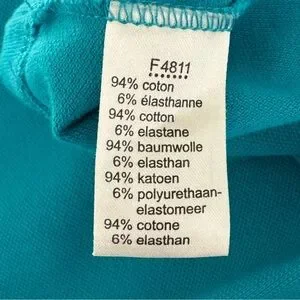 F4811
94% coton
6% élasthanne
94% cotton
6% elastane
94% baumwolle
6% elasthan
94% katoen
6% polyurethaan-
elastomeer
94% cotone
6% elasthan